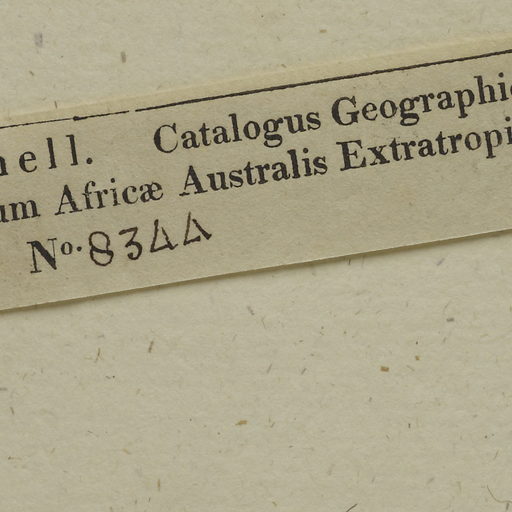 hell. Catalogus Geographic
um Africæ Australis Extratropi
No. 8344